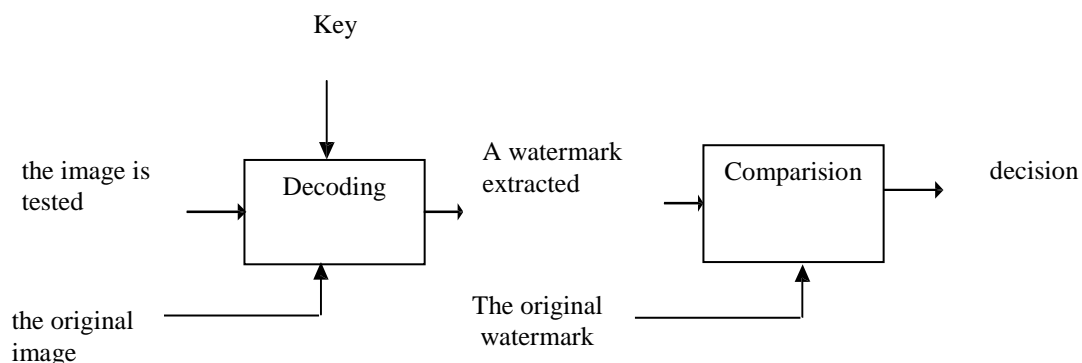 Key
the image is
tested
Decoding
A watermark
extracted
Comparision
decision
the original
image
The original
watermark